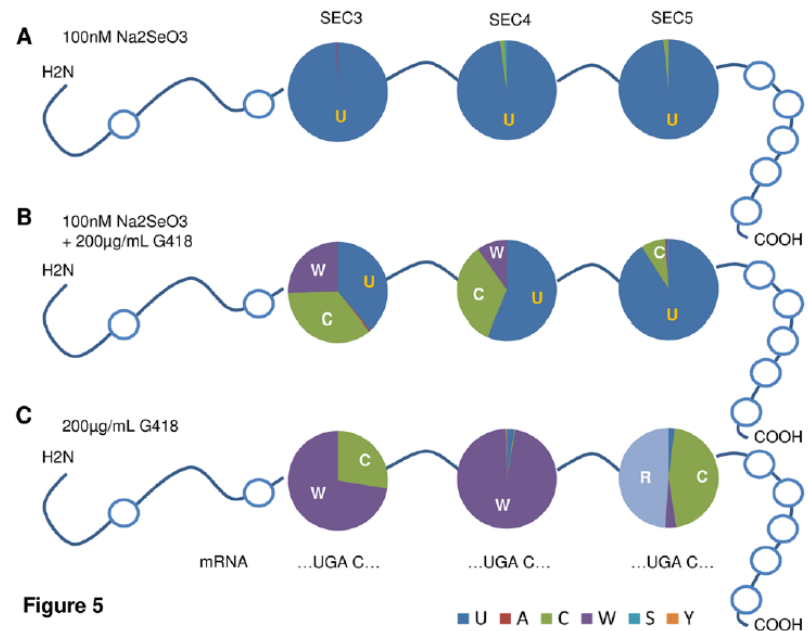 SEC3 SEC4 SEC5
A 100nM Na2SeO3
H2N
U U U
COOH
B 100nM Na2SeO3
+ 200µg/mL G418
H2N
W C U
W C U
C U
COOH
C 200µg/mL G418
H2N
W C
W
R C
mRNA ...UGA C... ...UGA C... ...UGA C...
Figure 5
U A C W S Y
COOH